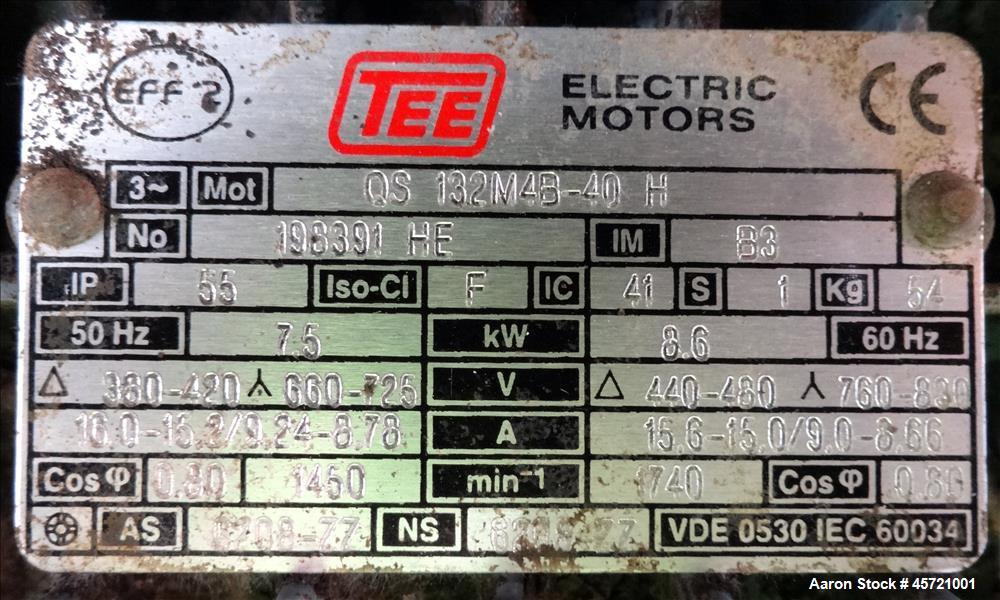 EFF 2 TEE ELECTRIC MOTORS CE
3~ Mot QS 132M4B-40 H
No 198391 HE IM B3
IP 55 Iso-Cl F IC 41 S 1 Kg 54
50 Hz 7.5 kW 8.6 60 Hz
△ 380-420 ⅄ 660-725 V △ 440-480 ⅄ 760-830
16.0-15.2/9.24-8.78 A 15.6-15.0/9.0-8.66
Cos φ 0.80 1450 min⁻¹ 1740 Cos φ 0.80
AS 6208-ZZ NS VDE 0530 IEC 60034
Aaron Stock # 45721001